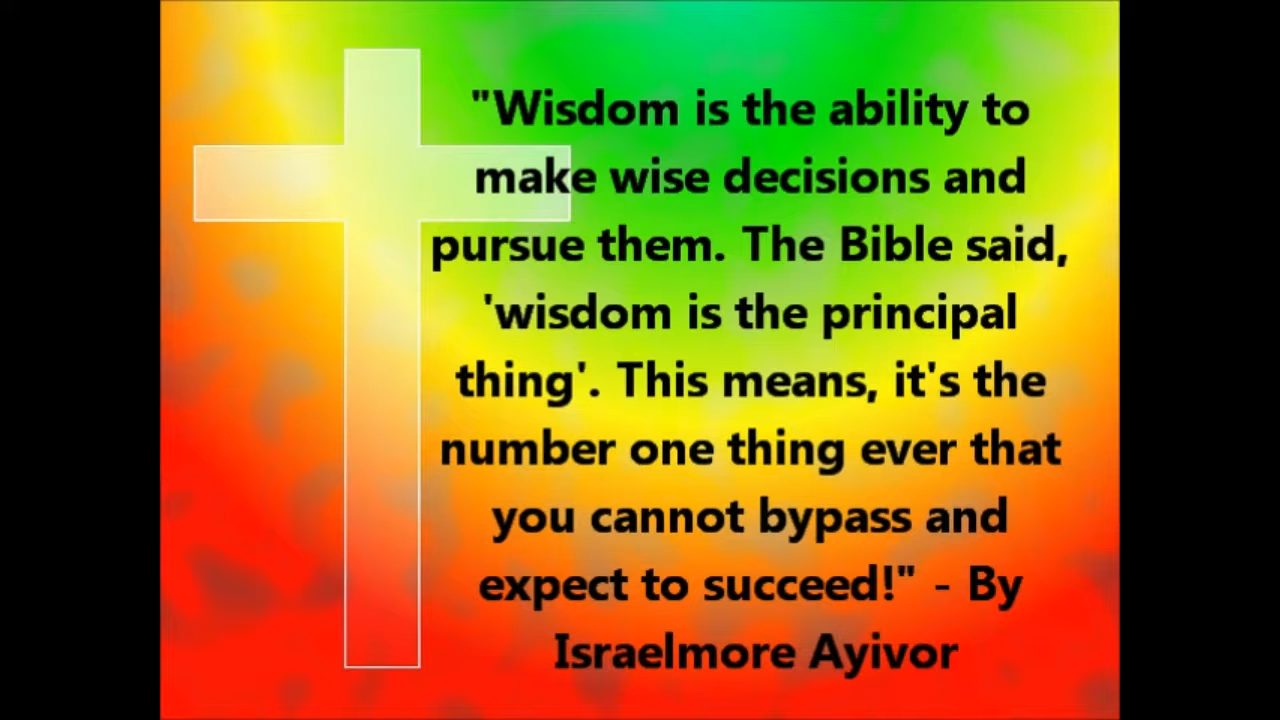 "Wisdom is the ability to
make wise decisions and
pursue them. The Bible said,
'wisdom is the principal
thing'. This means, it's the
number one thing ever that
you cannot bypass and
expect to succeed!" - By
Israelmore Ayivor